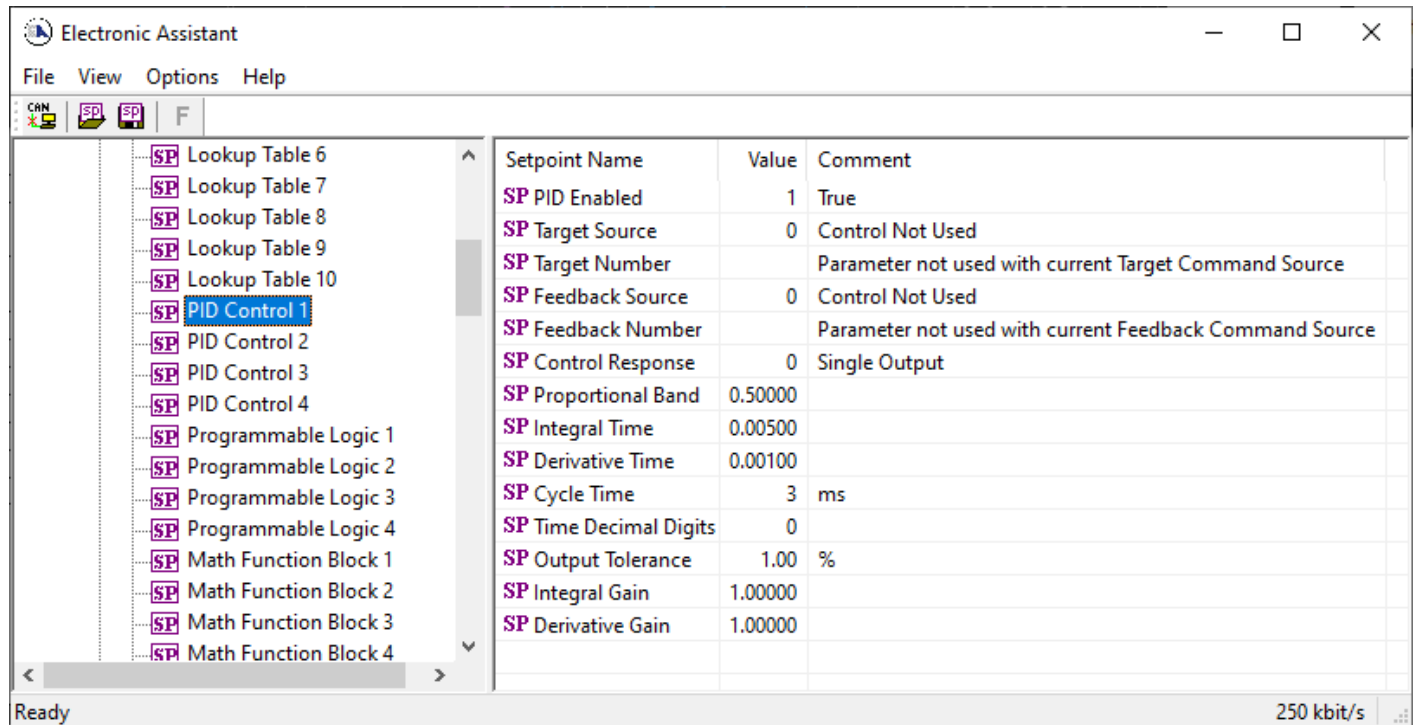 Electronic Assistant
File View Options Help
CAN SP SP F
SP Lookup Table 6
SP Lookup Table 7
SP Lookup Table 8
SP Lookup Table 9
SP Lookup Table 10
SP PID Control 1
SP PID Control 2
SP PID Control 3
SP PID Control 4
SP Programmable Logic 1
SP Programmable Logic 2
SP Programmable Logic 3
SP Programmable Logic 4
SP Math Function Block 1
SP Math Function Block 2
SP Math Function Block 3
SP Math Function Block 4
Setpoint Name Value Comment
SP PID Enabled 1 True
SP Target Source 0 Control Not Used
SP Target Number Parameter not used with current Target Command Source
SP Feedback Source 0 Control Not Used
SP Feedback Number Parameter not used with current Feedback Command Source
SP Control Response 0 Single Output
SP Proportional Band 0.50000
SP Integral Time 0.00500
SP Derivative Time 0.00100
SP Cycle Time 3 ms
SP Time Decimal Digits 0
SP Output Tolerance 1.00 %
SP Integral Gain 1.00000
SP Derivative Gain 1.00000
Ready 250 kbit/s